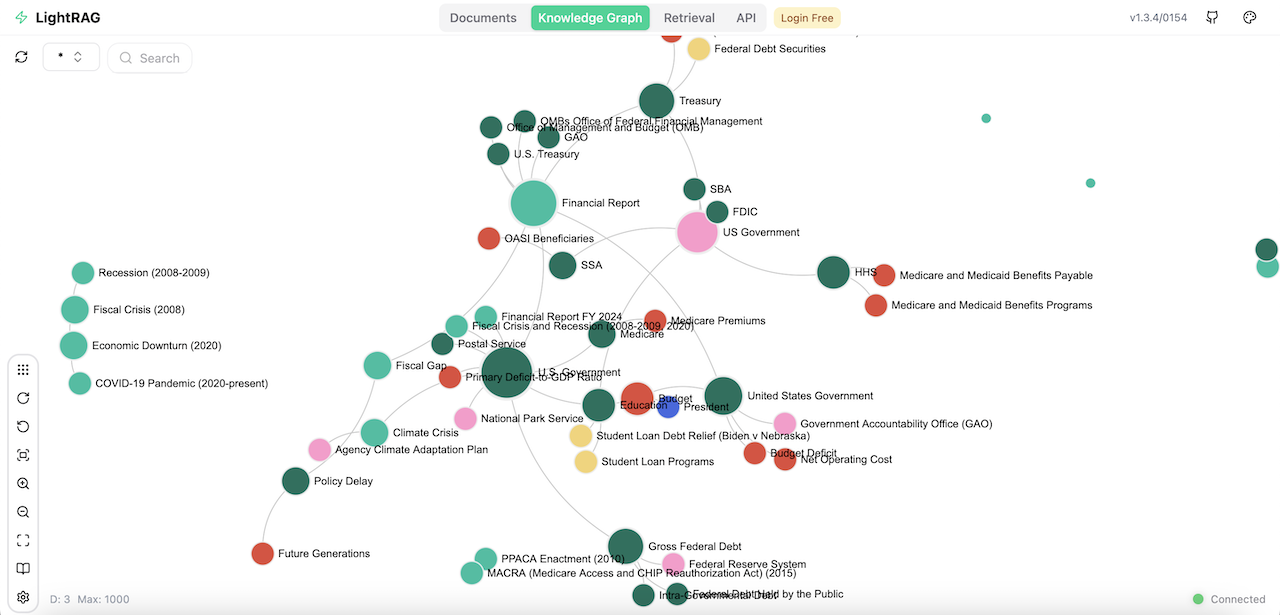 LightRAG
Documents
Knowledge Graph
Retrieval
API
Login Free
v1.3.4/0154
*
Search
Federal Debt Securities
Treasury
OMBs Office of Federal Financial Management
Office of Management and Budget (OMB)
GAO
U.S. Treasury
SBA
Financial Report
FDIC
US Government
OASI Beneficiaries
SSA
HHS
Medicare and Medicaid Benefits Payable
Recession (2008-2009)
Medicare and Medicaid Benefits Programs
Fiscal Crisis (2008)
Financial Report FY 2024
Medicare Premiums
Fiscal Crisis and Recession (2008-2009, 2020)
Medicare
Economic Downturn (2020)
Postal Service
Fiscal Gap
U.S. Government
Primary Deficit-to-GDP Ratio
COVID-19 Pandemic (2020-present)
United States Government
Budget
Education
President
National Park Service
Government Accountability Office (GAO)
Climate Crisis
Student Loan Debt Relief (Biden v Nebraska)
Agency Climate Adaptation Plan
Budget Deficit
Net Operating Cost
Student Loan Programs
Policy Delay
Gross Federal Debt
Future Generations
PPACA Enactment (2010)
Federal Reserve System
MACRA (Medicare Access and CHIP Reauthorization Act) (2015)
Federal Debt Held by the Public
Intra-Governmental Debt
D: 3 Max: 1000
Connected